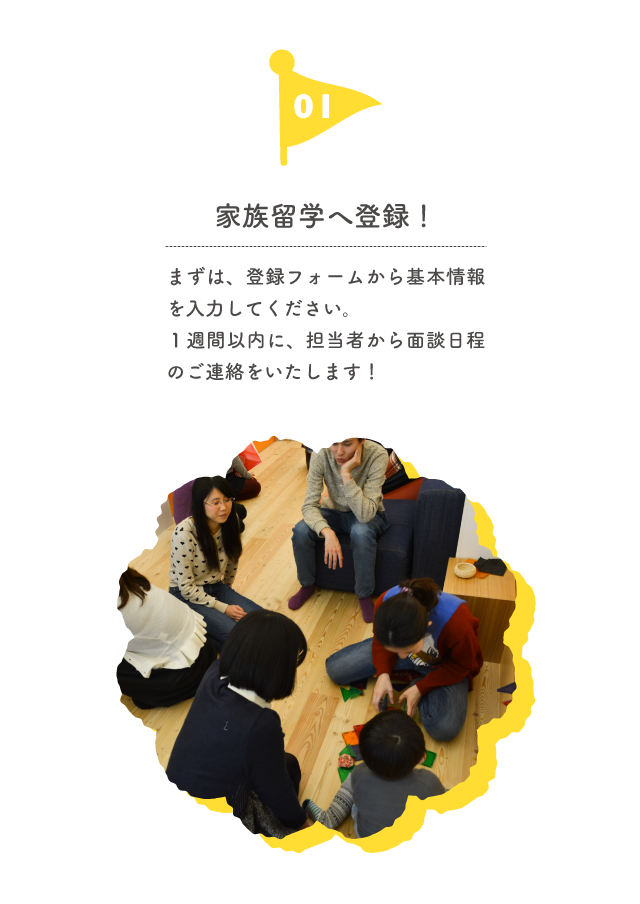 01
家族留学へ登録！
まずは、登録フォームから基本情報
を入力してください。
１週間以内に、担当者から面談日程
のご連絡をいたします！